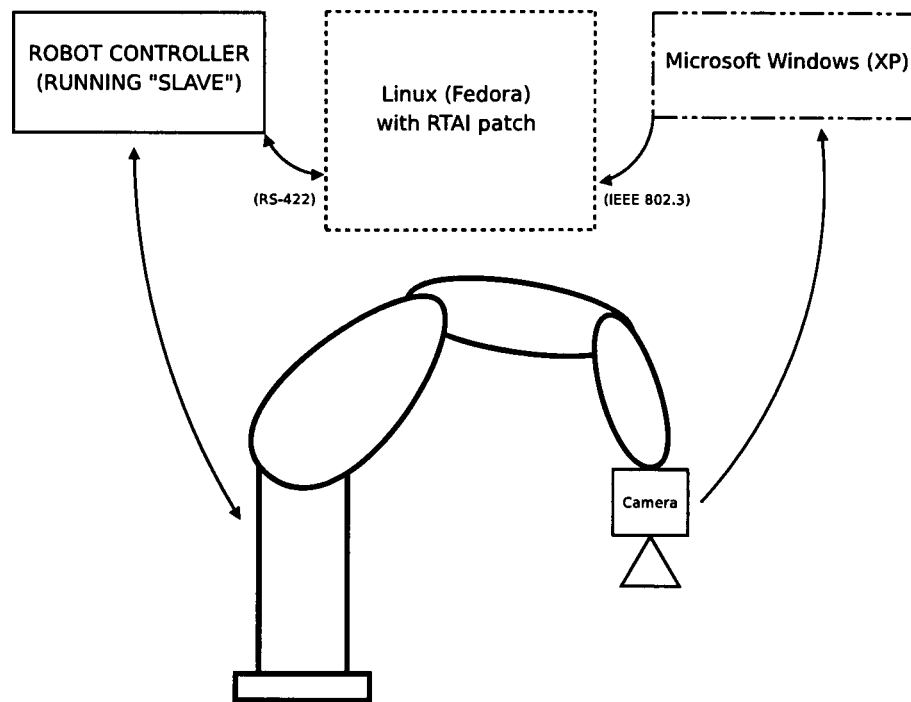 ROBOT CONTROLLER
(RUNNING "SLAVE")
Linux (Fedora)
with RTAI patch
Microsoft Windows (XP)
(RS-422)
(IEEE 802.3)
Camera